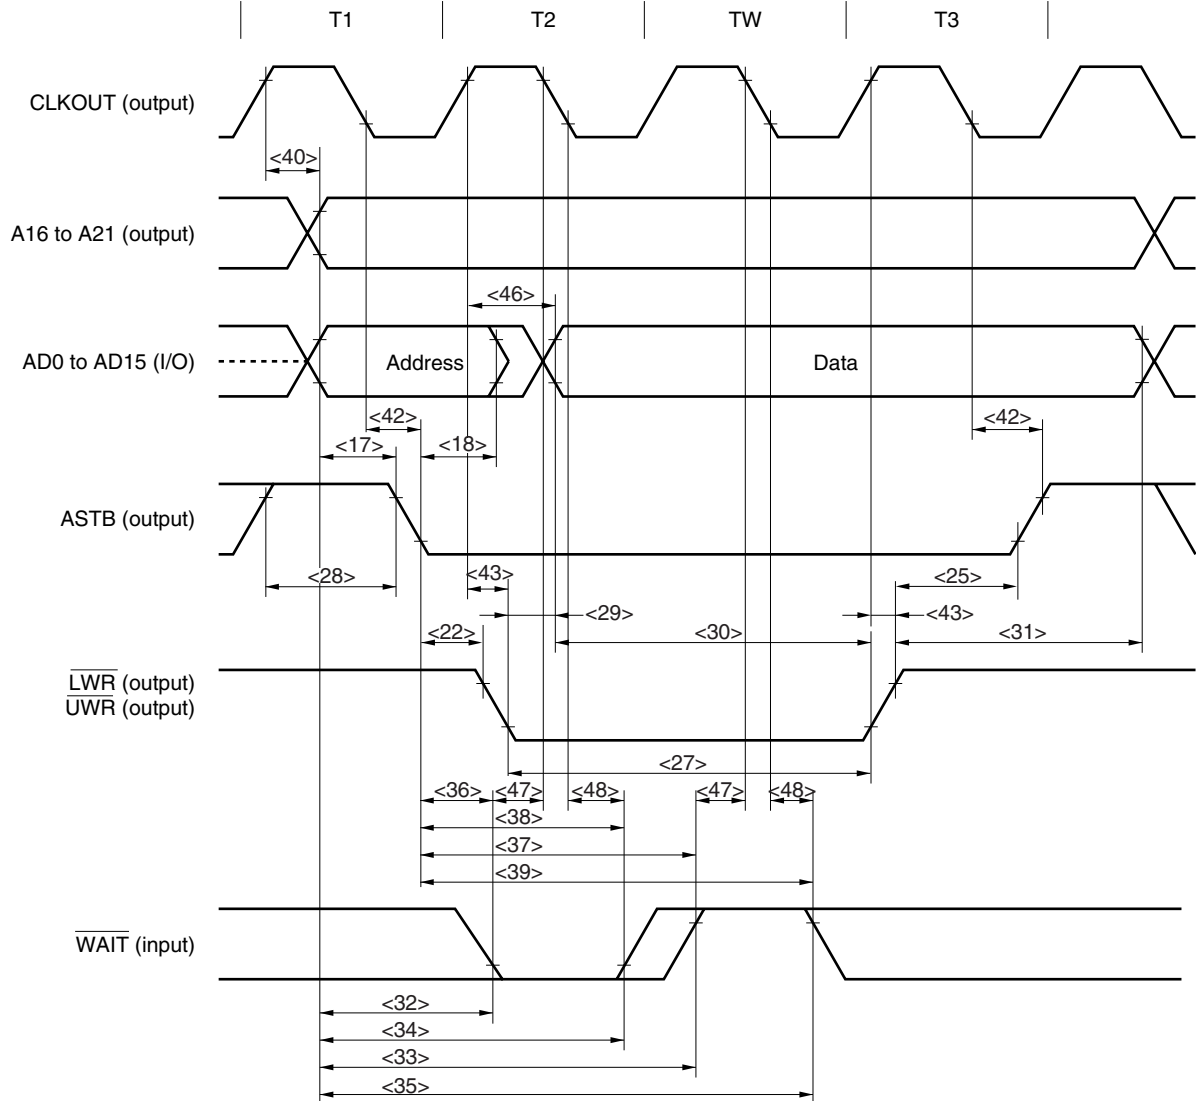 T1 T2 TW T3
CLKOUT (output)
<40>
A16 to A21 (output)
<46>
AD0 to AD15 (I/O) Address Data
<42> <42>
<17> <18>
ASTB (output)
<28> <43> <25>
<29> <43>
<22> <30> <31>
LWR (output)
UWR (output)
<27>
<36> <47> <48> <47> <48>
<38>
<37>
<39>
WAIT (input)
<32>
<34>
<33>
<35>